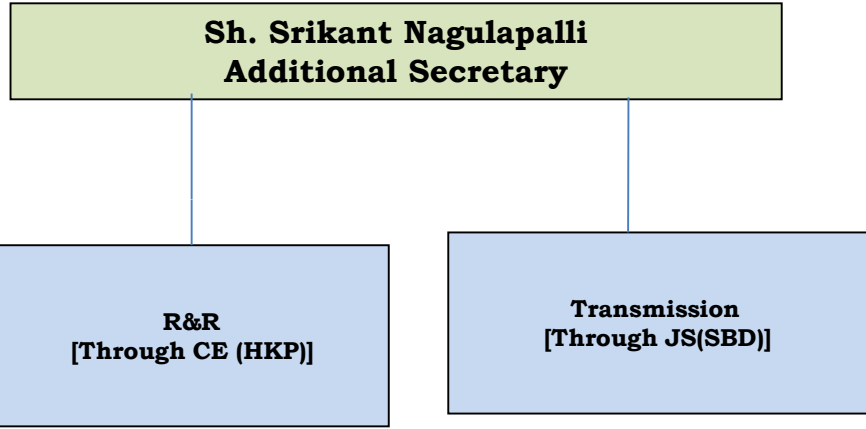 Sh. Srikant Nagulapalli
Additional Secretary
R&R
[Through CE (HKP)]
Transmission
[Through JS(SBD)]